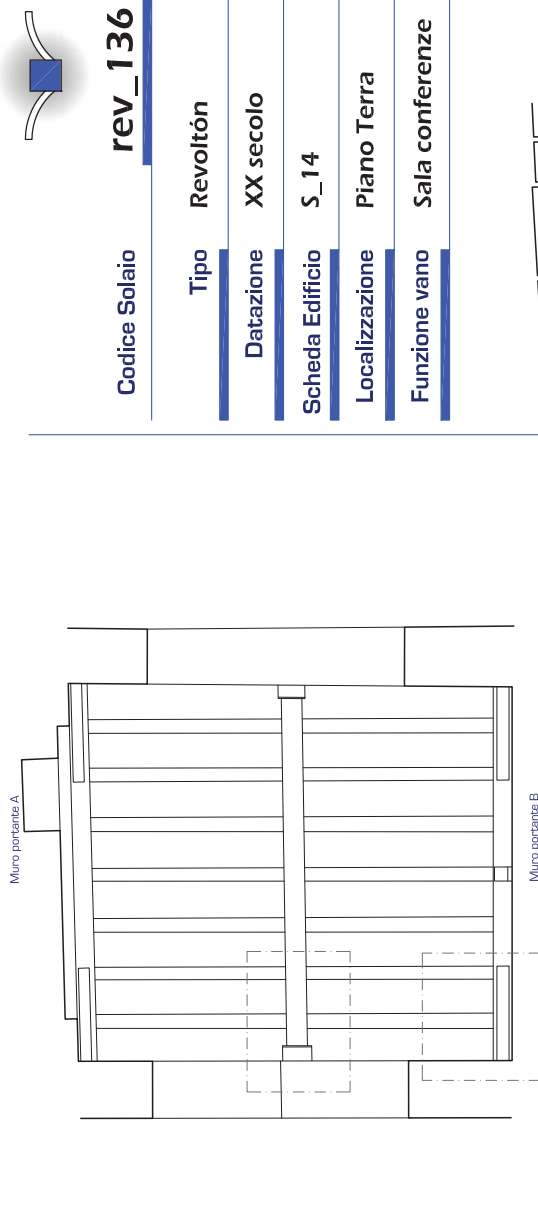 Codice Solaio rev_136
Tipo Revoltón
Datazione XX secolo
Scheda Edificio S_14
Localizzazione Piano Terra
Funzione vano Sala conferenze
Muro portante A
Muro portante B